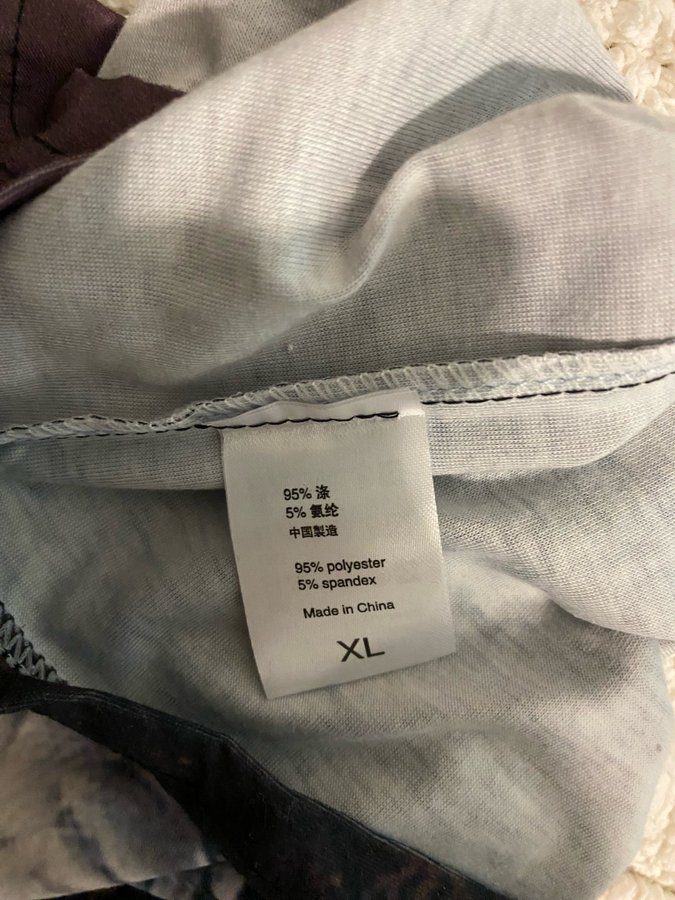 95% 涤
5% 氨纶
中国製造
95% polyester
5% spandex
Made in China
XL